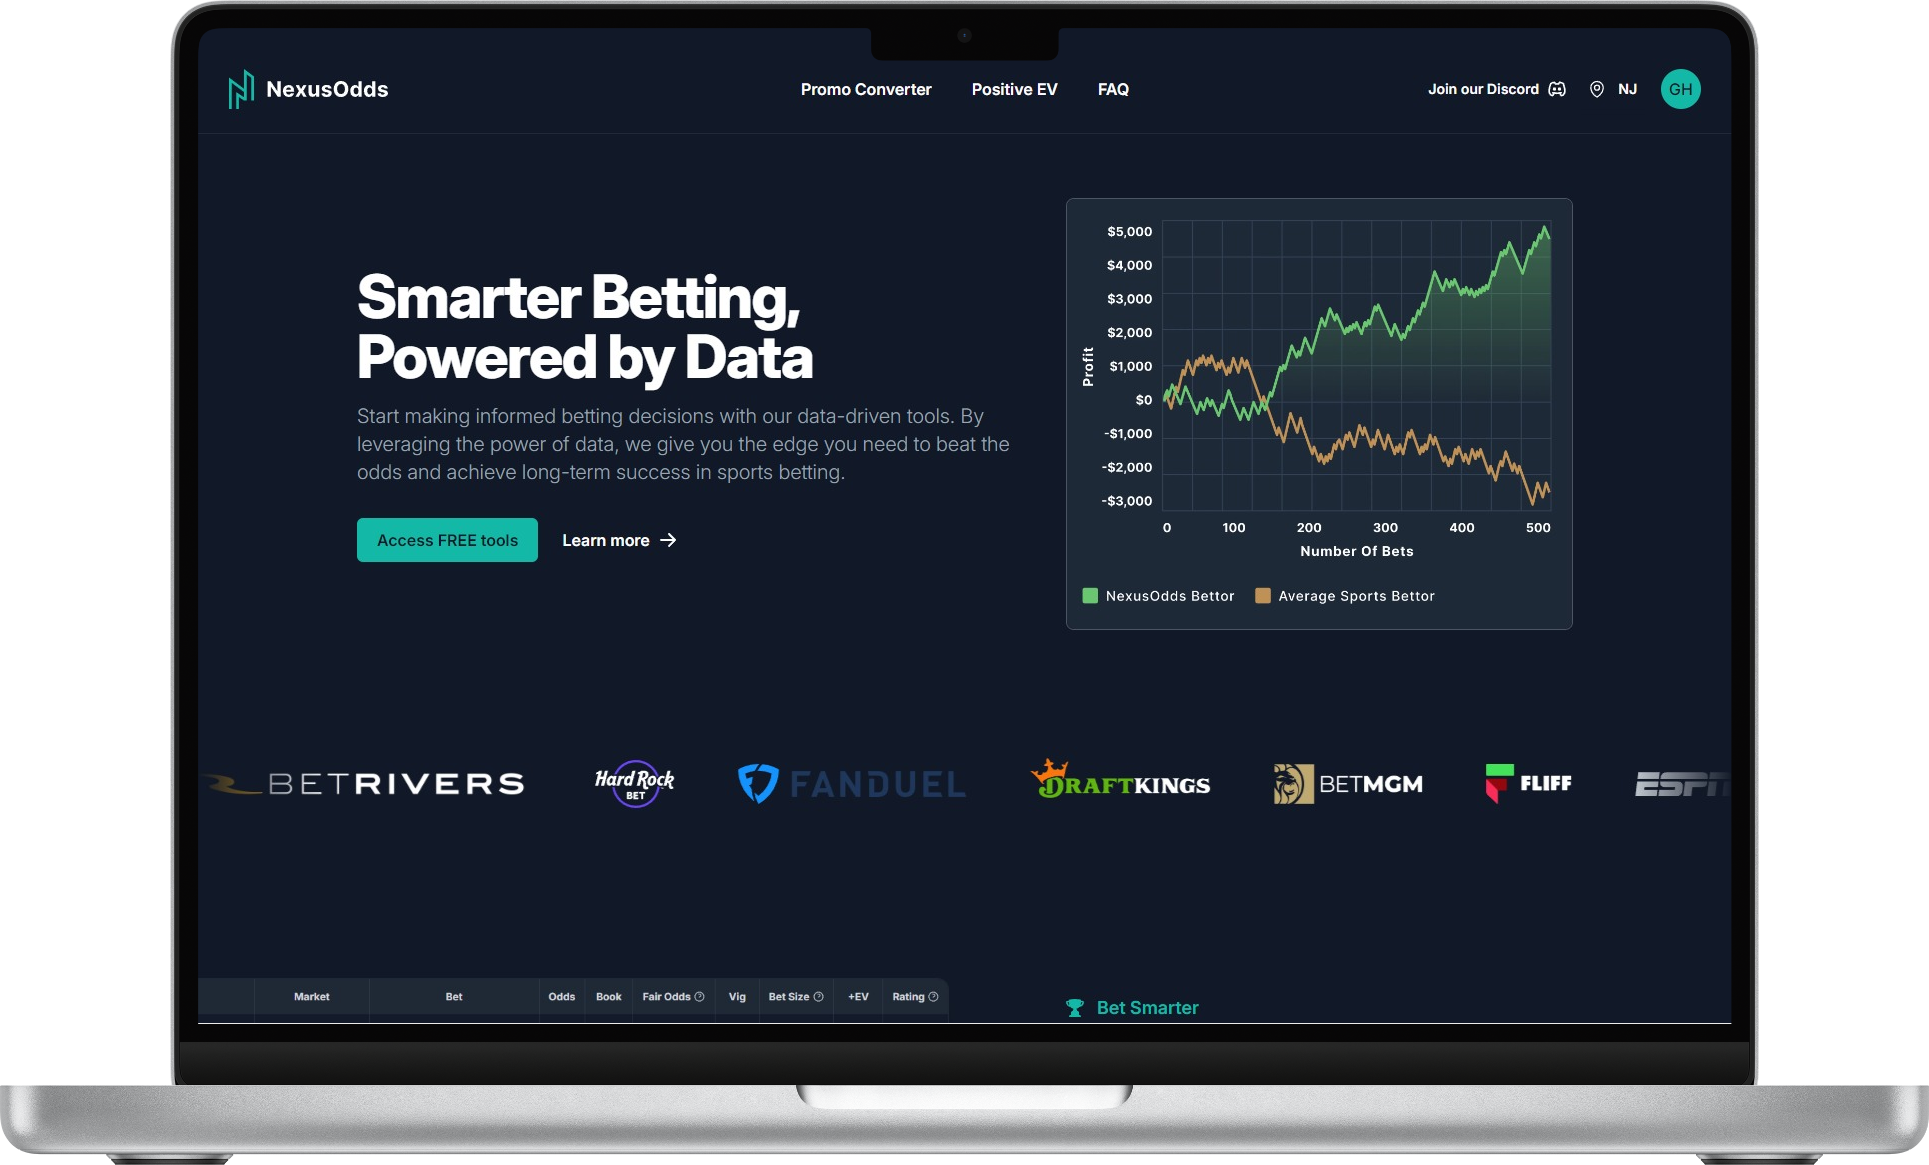 NexusOdds
Promo Converter
Positive EV
FAQ
Join our Discord
NJ
GH
Smarter Betting,
Powered by Data
Start making informed betting decisions with our data-driven tools. By
leveraging the power of data, we give you the edge you need to beat the
odds and achieve long-term success in sports betting.
Access FREE tools
Learn more
$5,000
$4,000
$3,000
$2,000
$1,000
$0
-$1,000
-$2,000
-$3,000
Profit
0 100 200 300 400 500
Number Of Bets
NexusOdds Bettor
Average Sports Bettor
BETRIVERS
Hard Rock
BET
FANDUEL
DRAFTKINGS
BETMGM
FLIFF
ESPN
Market
Bet
Odds
Book
Fair Odds
Vig
Bet Size
+EV
Rating
Bet Smarter